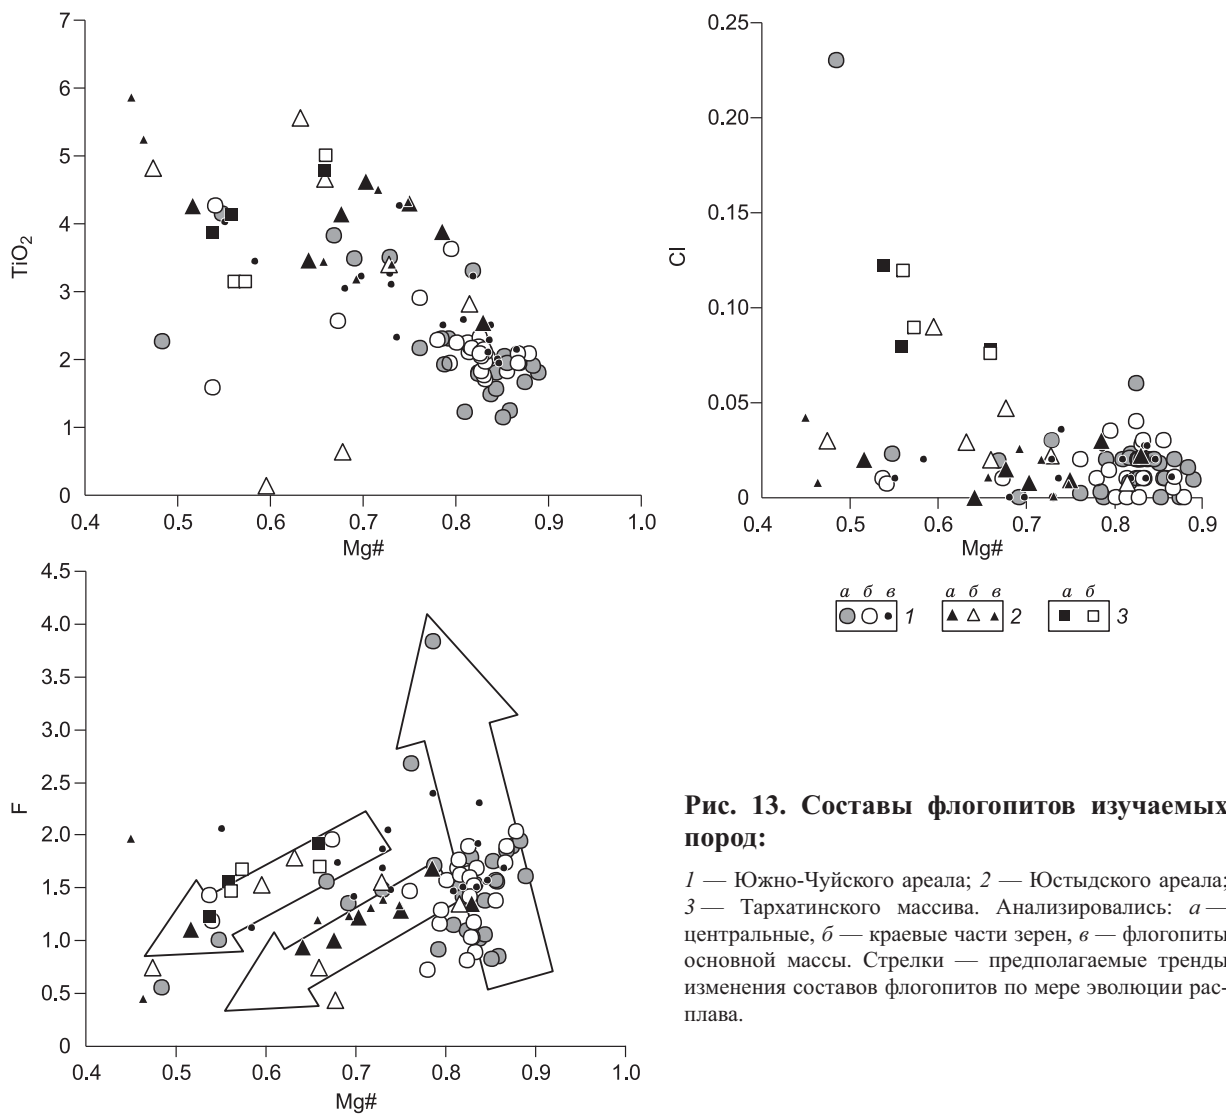 7
6
5
4
3
2
1
0
TiO2
0.4 0.5 0.6 0.7 0.8 0.9 1.0
Mg#
0.25
0.20
0.15
0.10
0.05
0
Cl
0.4 0.5 0.6 0.7 0.8 0.9
Mg#
а б в
1
а б в
2
а б
3
4.5
4.0
3.5
3.0
2.5
2.0
1.5
1.0
0.5
0
F
0.4 0.5 0.6 0.7 0.8 0.9 1.0
Mg#
Рис. 13. Составы флогопитов изучаемых
пород:
1 — Южно-Чуйского ареала; 2 — Юстыдского ареала;
3 — Тархатинского массива. Анализировались: а —
центральные, б — краевые части зерен, в — флогопиты
основной массы. Стрелки — предполагаемые тренды
изменения составов флогопитов по мере эволюции рас-
плава.